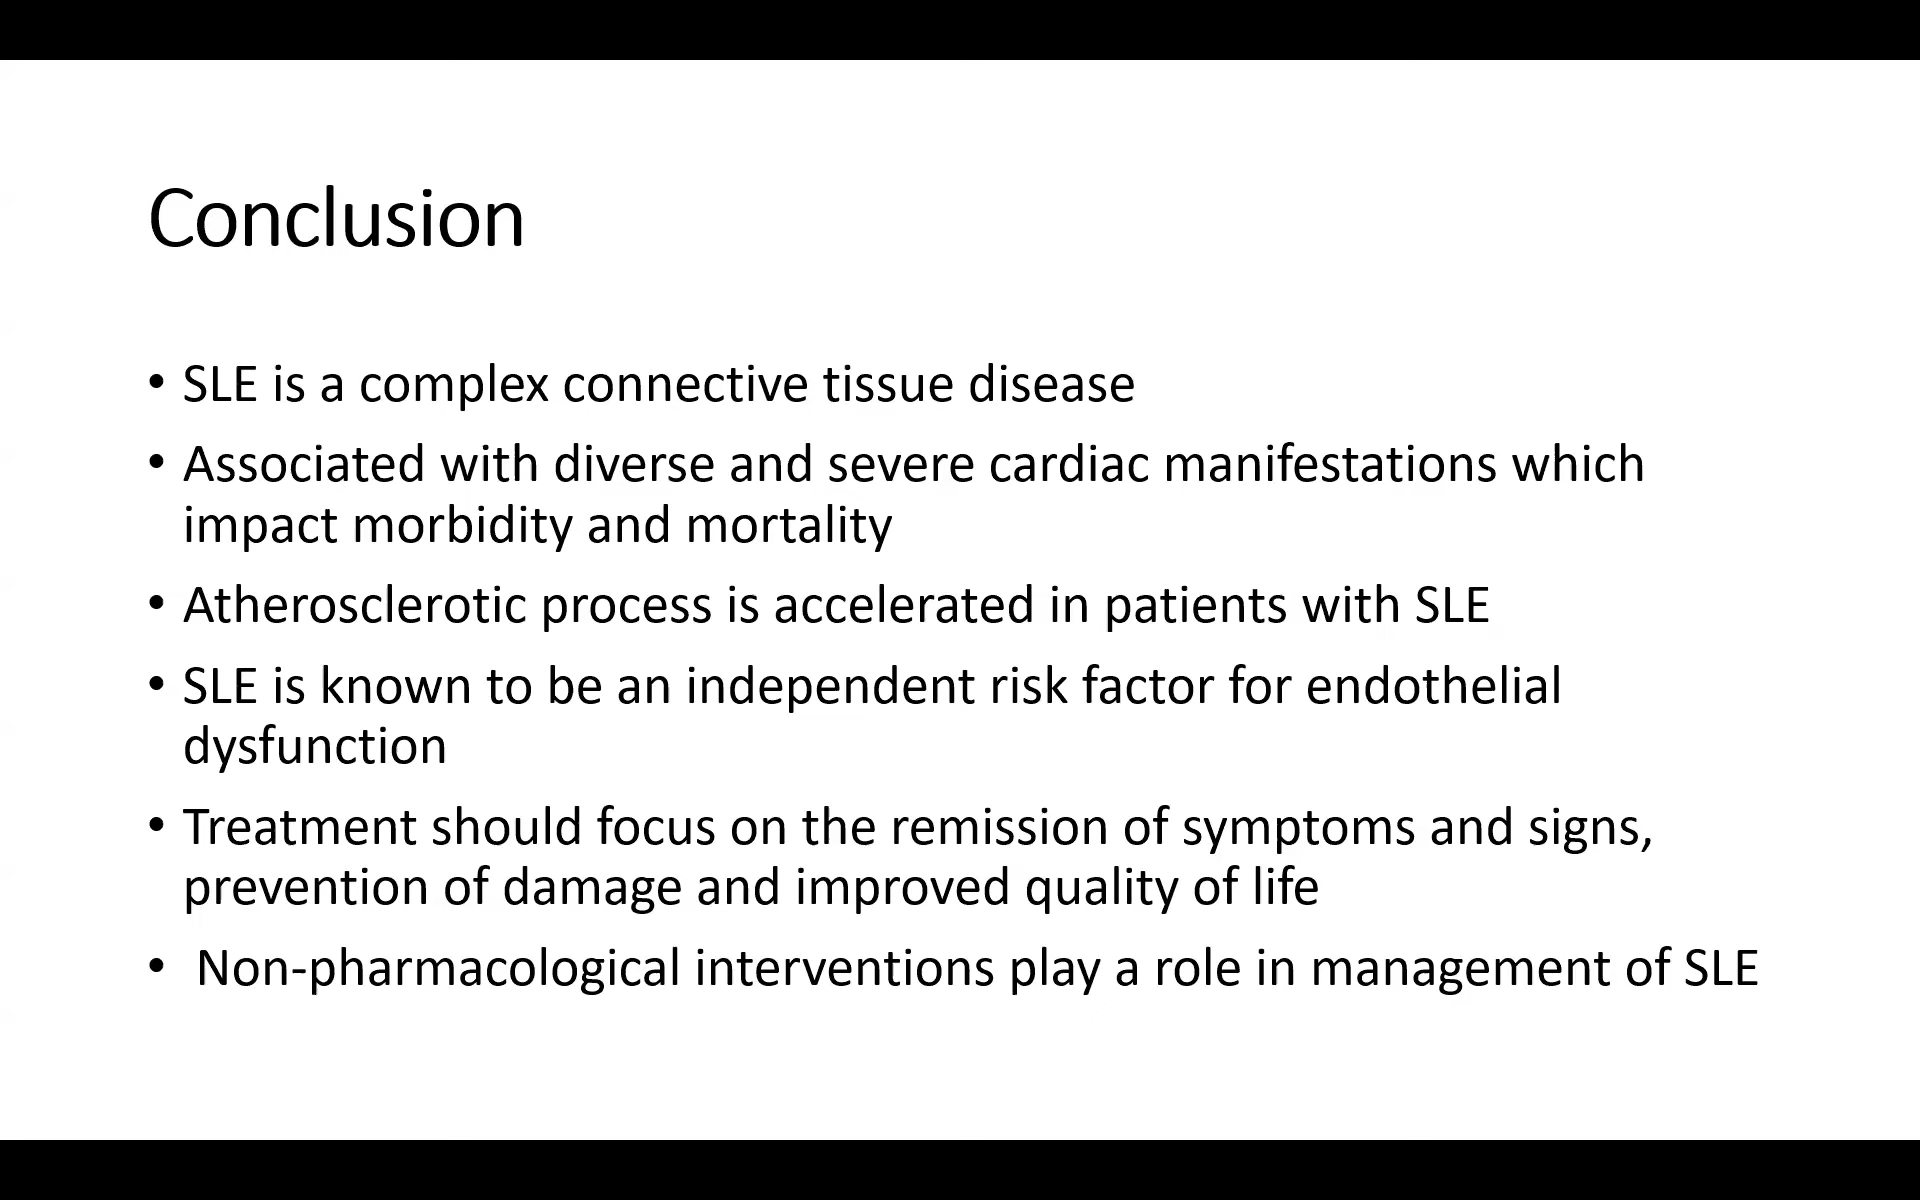 Conclusion
• SLE is a complex connective tissue disease
• Associated with diverse and severe cardiac manifestations which
impact morbidity and mortality
• Atherosclerotic process is accelerated in patients with SLE
• SLE is known to be an independent risk factor for endothelial
dysfunction
• Treatment should focus on the remission of symptoms and signs,
prevention of damage and improved quality of life
• Non-pharmacological interventions play a role in management of SLE